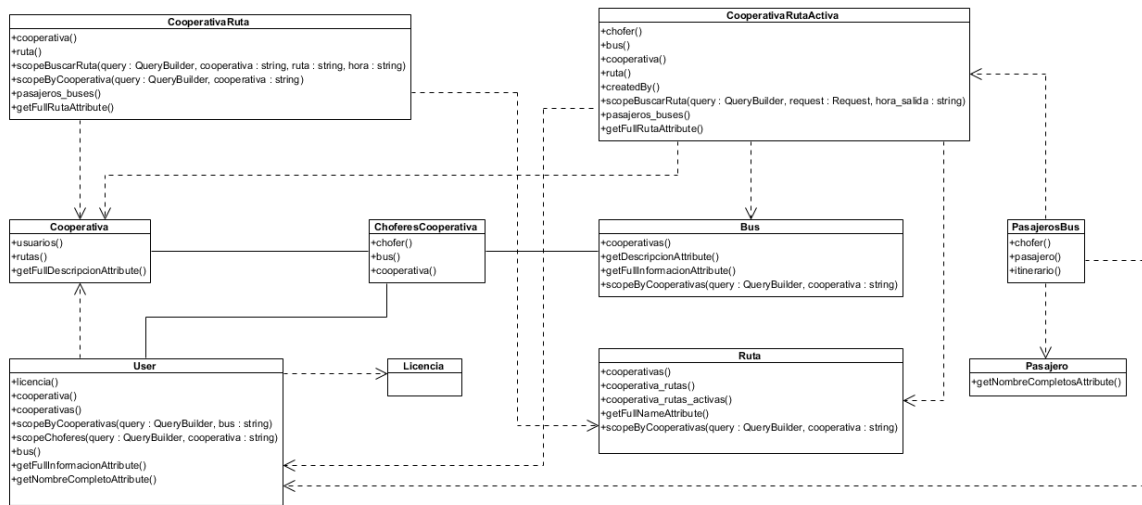 CooperativaRuta
+cooperativa()
+ruta()
+scopeBuscarRuta(query : QueryBuilder, cooperativa : string, ruta : string, hora : string)
+scopeByCooperativa(query : QueryBuilder, cooperativa : string)
+pasajeros_buses()
+getFullRutaAttribute()
CooperativaRutaActiva
+chofer()
+bus()
+cooperativa()
+ruta()
+createdBy()
+scopeBuscarRuta(query : QueryBuilder, request : Request, hora_salida : string)
+pasajeros_buses()
+getFullRutaAttribute()
Cooperativa
+usuarios()
+rutas()
+getFullDescripcionAttribute()
ChoferesCooperativa
+chofer()
+bus()
+cooperativa()
Bus
+cooperativas()
+getDescripcionAttribute()
+getFullInformacionAttribute()
+scopeByCooperativas(query : QueryBuilder, cooperativa : string)
PasajerosBus
+chofer()
+pasajero()
+itinerario()
User
+licencia()
+cooperativa()
+cooperativas()
+scopeByCooperativas(query : QueryBuilder, bus : string)
+scopeChoferes(query : QueryBuilder, cooperativa : string)
+bus()
+getFullInformacionAttribute()
+getNombreCompletoAttribute()
Licencia
Ruta
+cooperativas()
+cooperativa_rutas()
+cooperativa_rutas_activas()
+getFullNameAttribute()
+scopeByCooperativas(query : QueryBuilder, cooperativa : string)
Pasajero
+getNombreCompletosAttribute()